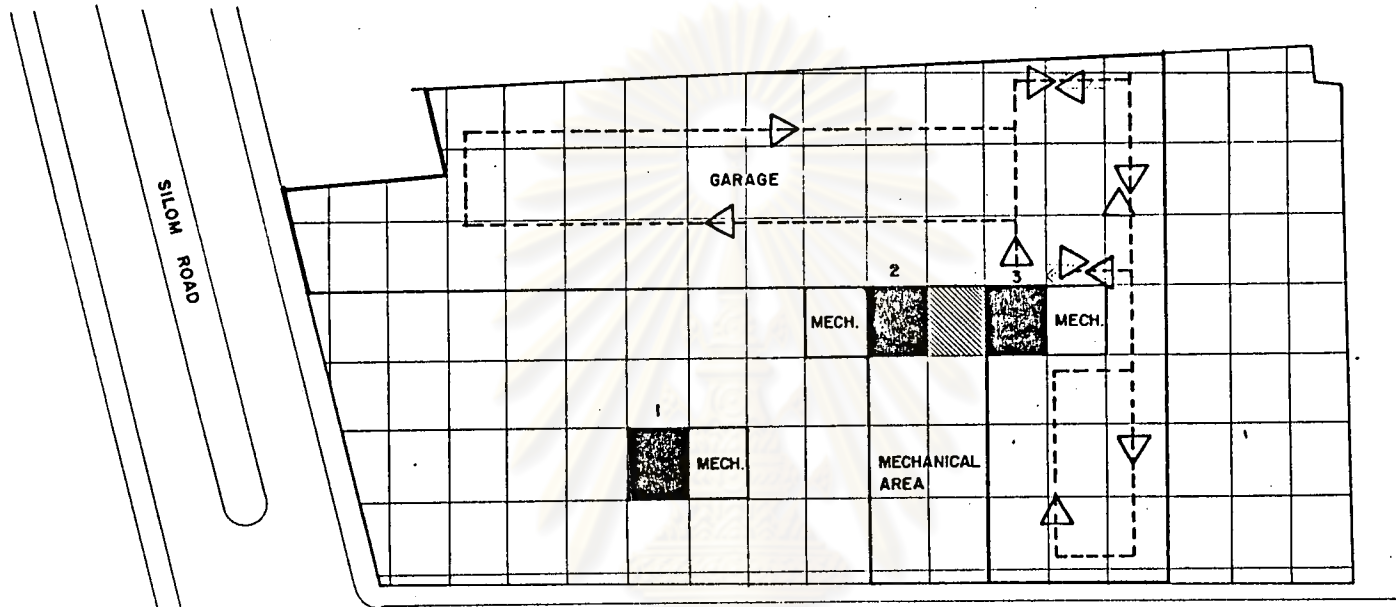 SILOM ROAD
GARAGE
2
3
MECH.
MECH.
1
MECH.
MECHANICAL
AREA